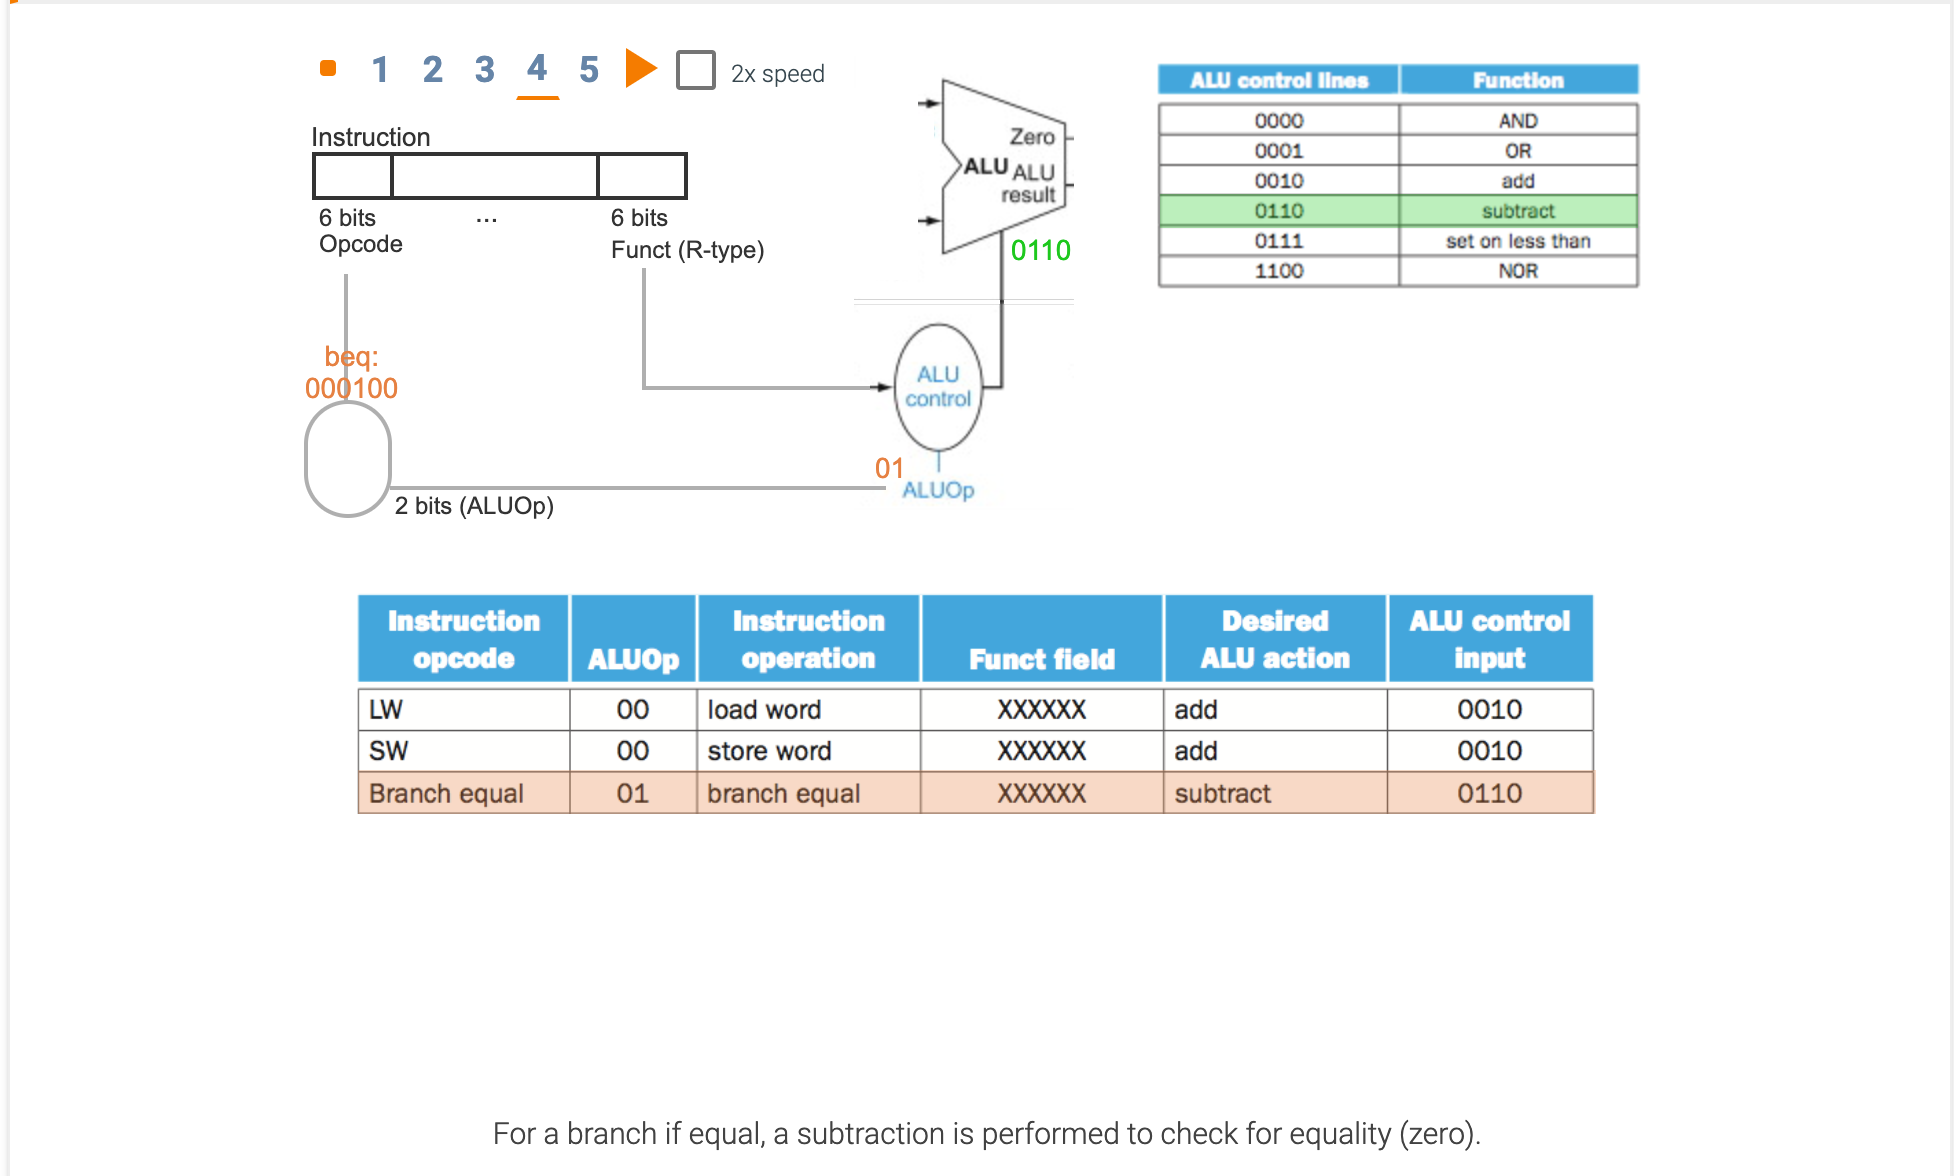 1 2 3 4 5 2x speed
Instruction
6 bits ... 6 bits
Opcode Funct (R-type)
beq:
000100
2 bits (ALUOp)
Zero
ALU ALU
result
0110
ALU
control
01
ALUOp
ALU control lines Function
0000 AND
0001 OR
0010 add
0110 subtract
0111 set on less than
1100 NOR
Instruction opcode ALUOp Instruction operation Funct field Desired ALU action ALU control input
LW 00 load word XXXXXX add 0010
SW 00 store word XXXXXX add 0010
Branch equal 01 branch equal XXXXXX subtract 0110
For a branch if equal, a subtraction is performed to check for equality (zero).